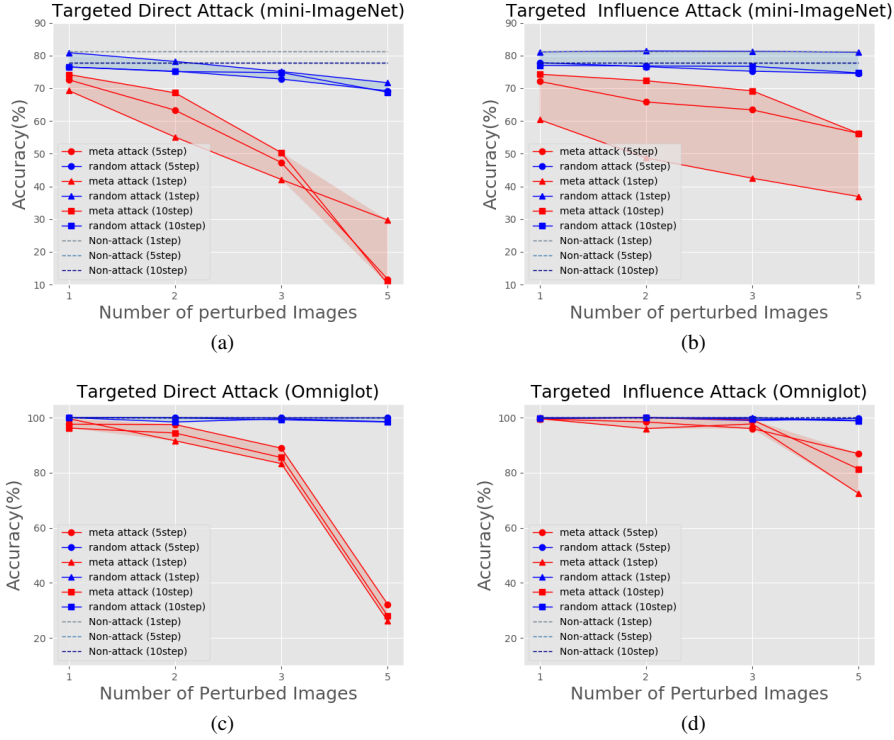 Targeted Direct Attack (mini-ImageNet)
90
80
70
60
50
40
30
20
10
Accuracy(%)
meta attack (5step)
random attack (5step)
meta attack (1step)
random attack (1step)
meta attack (10step)
random attack (10step)
Non-attack (1step)
Non-attack (5step)
Non-attack (10step)
1 2 3 5
Number of perturbed Images
(a)
Targeted  Influence Attack (mini-ImageNet)
90
80
70
60
50
40
30
20
10
Accuracy(%)
meta attack (5step)
random attack (5step)
meta attack (1step)
random attack (1step)
meta attack (10step)
random attack (10step)
Non-attack (1step)
Non-attack (5step)
Non-attack (10step)
1 2 3 5
Number of perturbed Images
(b)
Targeted Direct Attack (Omniglot)
100
80
60
40
20
Accuracy(%)
meta attack (5step)
random attack (5step)
meta attack (1step)
random attack (1step)
meta attack (10step)
random attack (10step)
Non-attack (1step)
Non-attack (5step)
Non-attack (10step)
1 2 3 5
Number of Perturbed Images
(c)
Targeted  Influence Attack (Omniglot)
100
80
60
40
20
Accuracy(%)
meta attack (5step)
random attack (5step)
meta attack (1step)
random attack (1step)
meta attack (10step)
random attack (10step)
Non-attack (1step)
Non-attack (5step)
Non-attack (10step)
1 2 3 5
Number of Perturbed Images
(d)